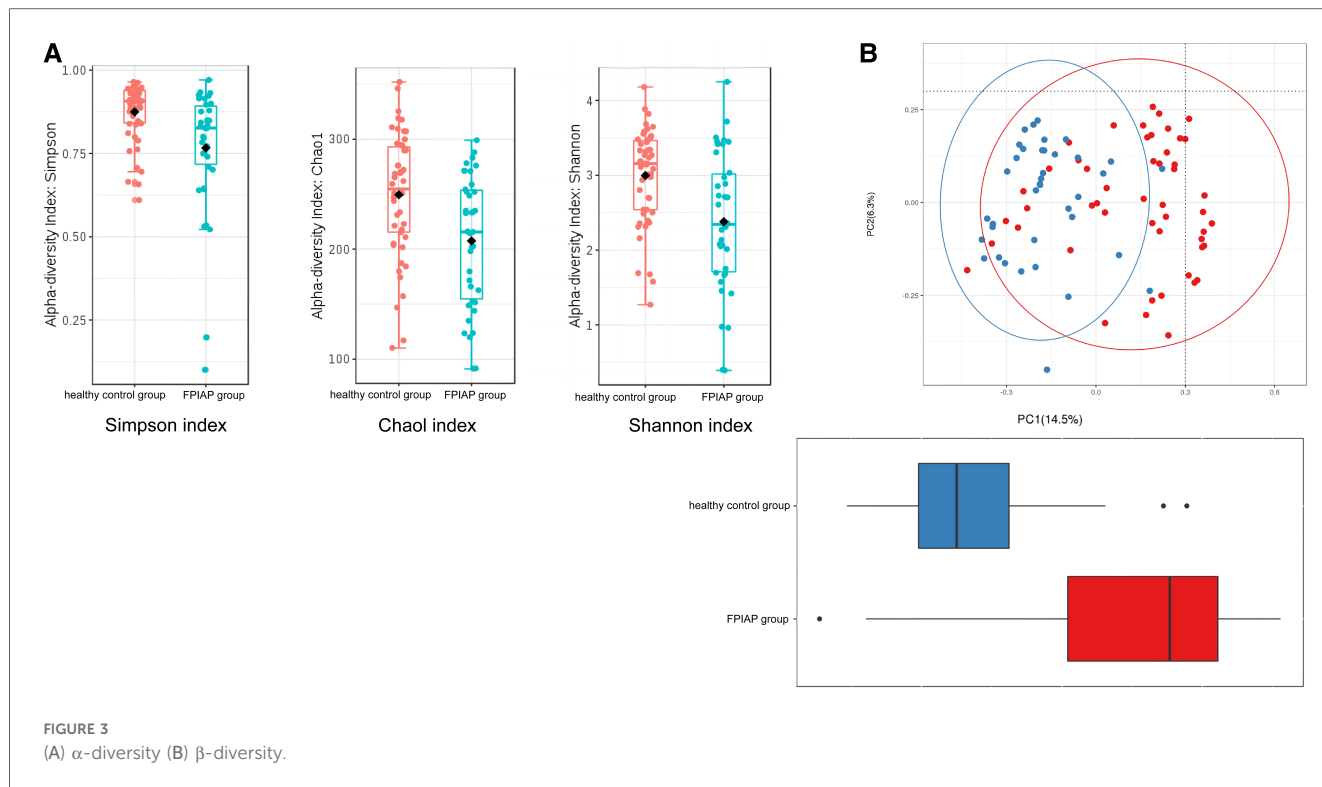 A
Alpha-diversity Index: Simpson
1.00
0.75
0.50
0.25
healthy control group
FPIAP group
Simpson index
Alpha-diversity Index: Chao1
300
200
100
healthy control group
FPIAP group
Chaol index
Alpha-diversity Index: Shannon
4
3
2
1
healthy control group
FPIAP group
Shannon index
B
PC2(6.3%)
0.25
0.00
-0.25
-0.3
0.0
0.3
0.6
PC1(14.5%)
healthy control group
FPIAP group
FIGURE 3
(A) α-diversity (B) β-diversity.